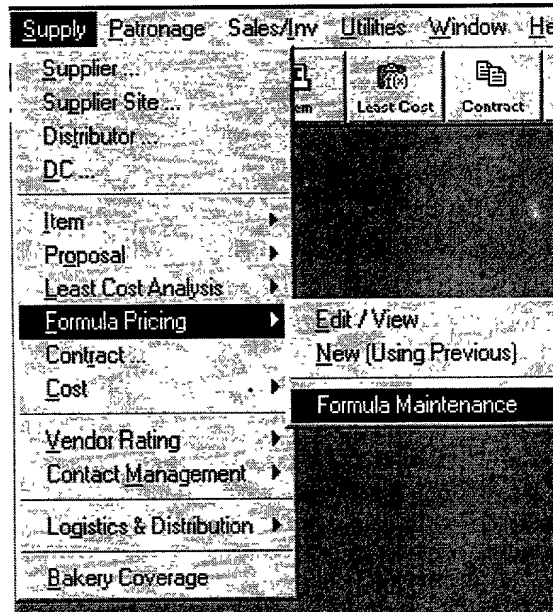 Supply Patronage Sales/Inv Utilities Window He
Supplier ...
Supplier Site ...
Distributor ...
DC ...
em Least Cost Contract
Item
Proposal
Least Cost Analysis
Formula Pricing
Contract ...
Cost
Edit / View
New (Using Previous)
Formula Maintenance
Vendor Rating
Contact Management
Logistics & Distribution
Bakery Coverage